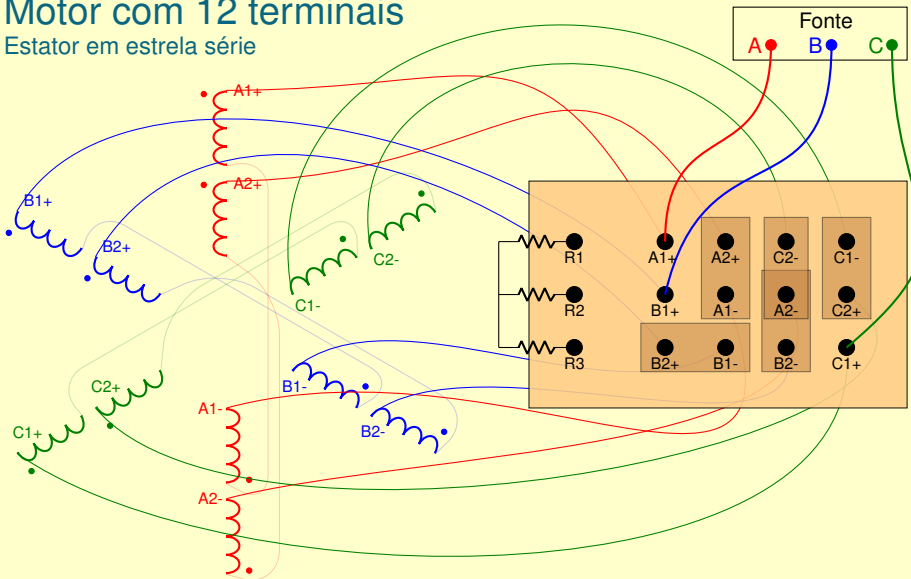 Motor com 12 terminais
Estator em estrela série
Fonte
A B C
A1+
A2+
B1+
B2+
C2-
C1-
R1 A1+ A2+ C2- C1-
R2 B1+ A1- A2- C2+
R3 B2+ B1- B2- C1+
B1-
C2+
A1-
B2-
C1+
A2-